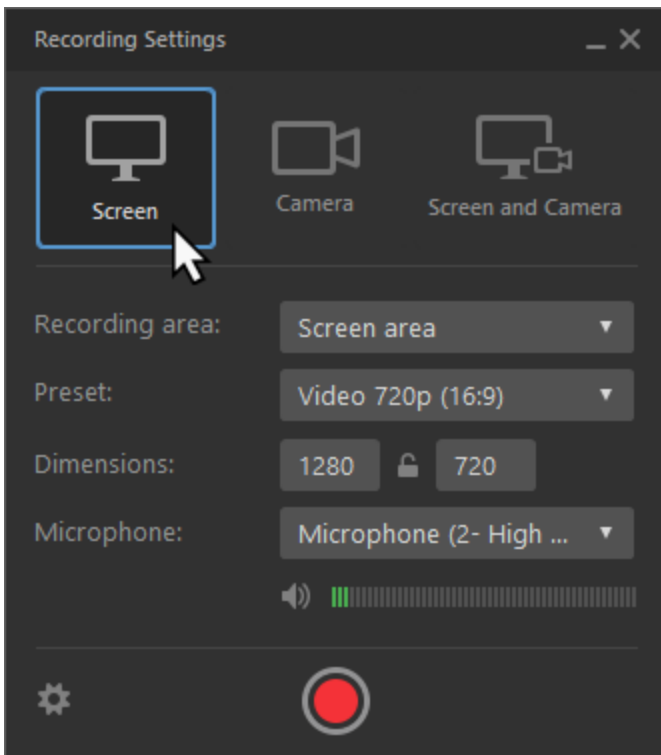 Recording Settings
Screen
Camera
Screen and Camera
Recording area:
Screen area
Preset:
Video 720p (16:9)
Dimensions:
1280
720
Microphone:
Microphone (2- High ...